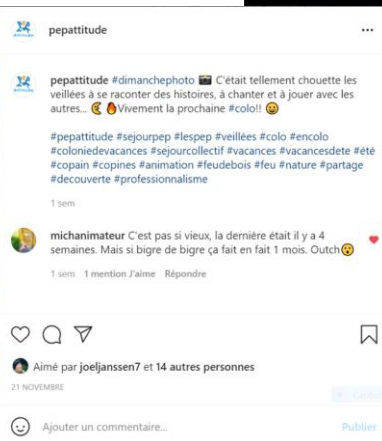 pepattitude
...
pepattitude #dimanchephoto 📸 C'était tellement chouette les
veillées à se raconter des histoires, à chanter et à jouer avec les
autres... 🌜🔥Vivement la prochaine #colo!! 😃
#pepattitude #sejourpep #lespep #veillées #colo #encolo
#coloniedevacances #sejourcollectif #vacances #vacancesdete #été
#copain #copines #animation #feudebois #feu #nature #partage
#decouverte #professionnalisme
1 sem
michanimateur C'est pas si vieux, la dernière était il y a 4
semaines. Mais si bigre de bigre ça fait en fait 1 mois. Outch😮
1 sem 1 mention J'aime Répondre
Aimé par joeljanssen7 et 14 autres personnes
21 NOVEMBRE
Ajouter un commentaire... Publier